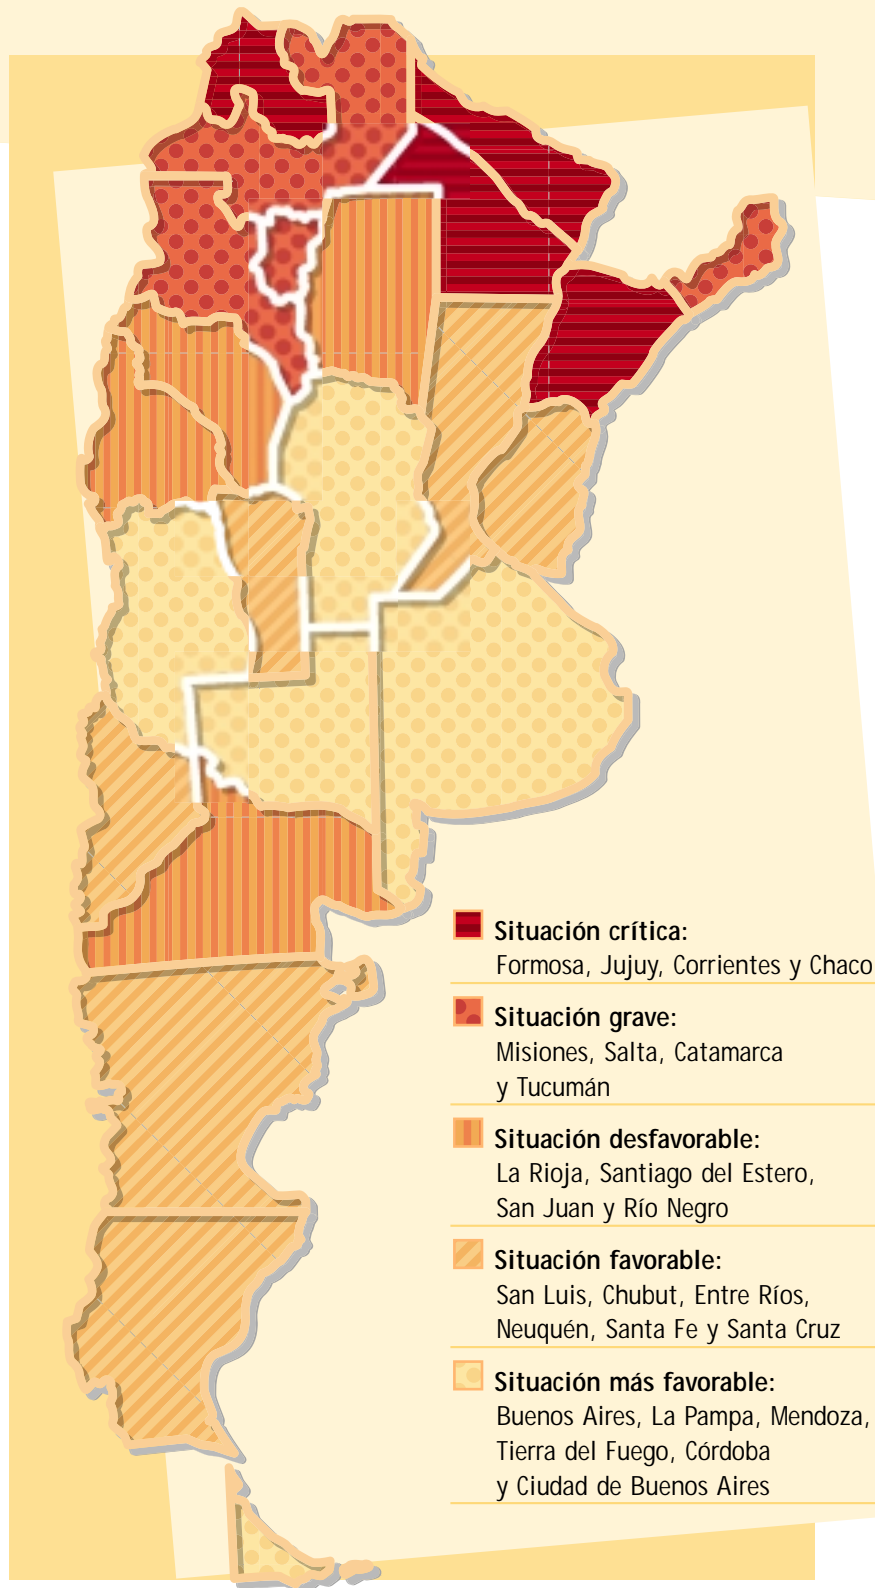 Situación crítica:
Formosa, Jujuy, Corrientes y Chaco
Situación grave:
Misiones, Salta, Catamarca
y Tucumán
Situación desfavorable:
La Rioja, Santiago del Estero,
San Juan y Río Negro
Situación favorable:
San Luis, Chubut, Entre Ríos,
Neuquén, Santa Fe y Santa Cruz
Situación más favorable:
Buenos Aires, La Pampa, Mendoza,
Tierra del Fuego, Córdoba
y Ciudad de Buenos Aires